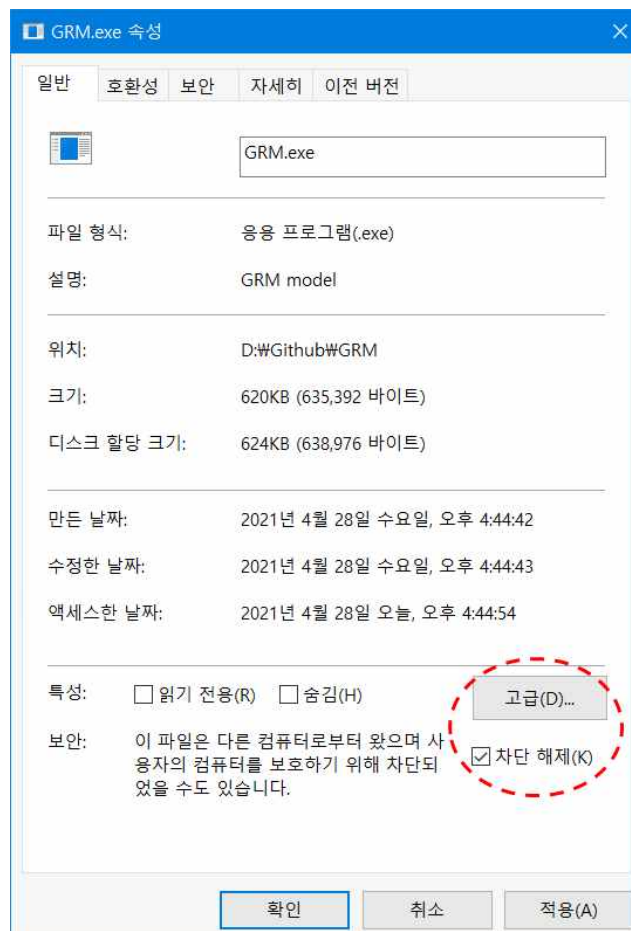 GRM.exe 속성
일반 호환성 보안 자세히 이전 버전
GRM.exe
파일 형식: 응용 프로그램(.exe)
설명: GRM model
위치: D:₩Github₩GRM
크기: 620KB (635,392 바이트)
디스크 할당 크기: 624KB (638,976 바이트)
만든 날짜: 2021년 4월 28일 수요일, 오후 4:44:42
수정한 날짜: 2021년 4월 28일 수요일, 오후 4:44:43
액세스한 날짜: 2021년 4월 28일 오늘, 오후 4:44:54
특성: 읽기 전용(R) 숨김(H) 고급(D)...
보안: 이 파일은 다른 컴퓨터로부터 왔으며 사
용자의 컴퓨터를 보호하기 위해 차단되 차단 해제(K)
었을 수도 있습니다.
확인 취소 적용(A)